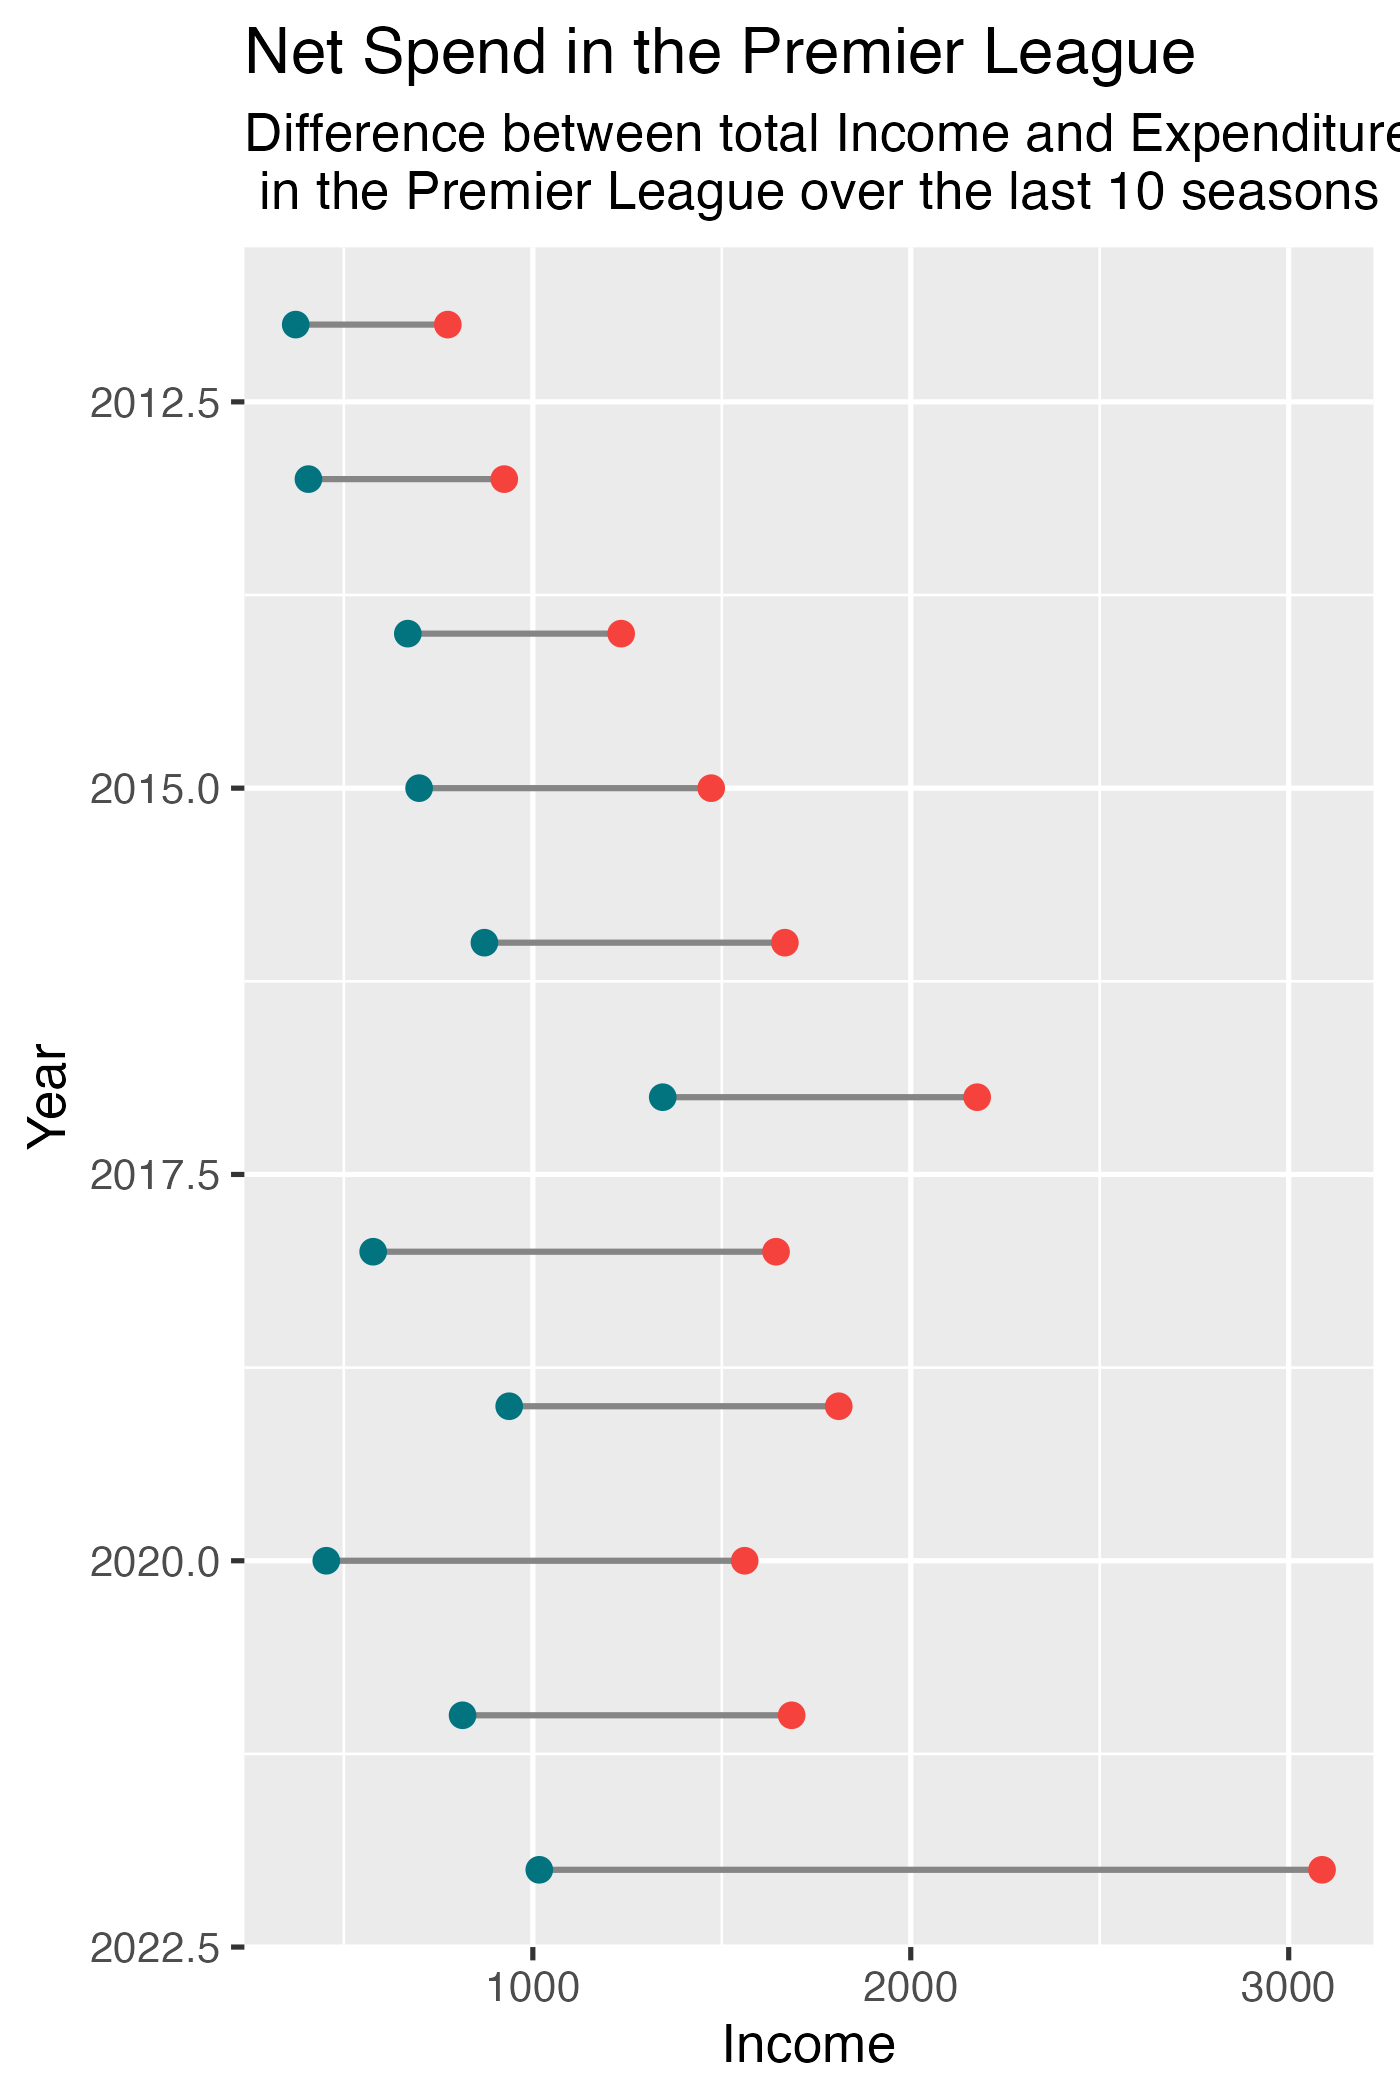 Net Spend in the Premier League
Difference between total Income and Expenditure
in the Premier League over the last 10 seasons
2012.5
2015.0
2017.5
2020.0
2022.5
Year
1000 2000 3000
Income